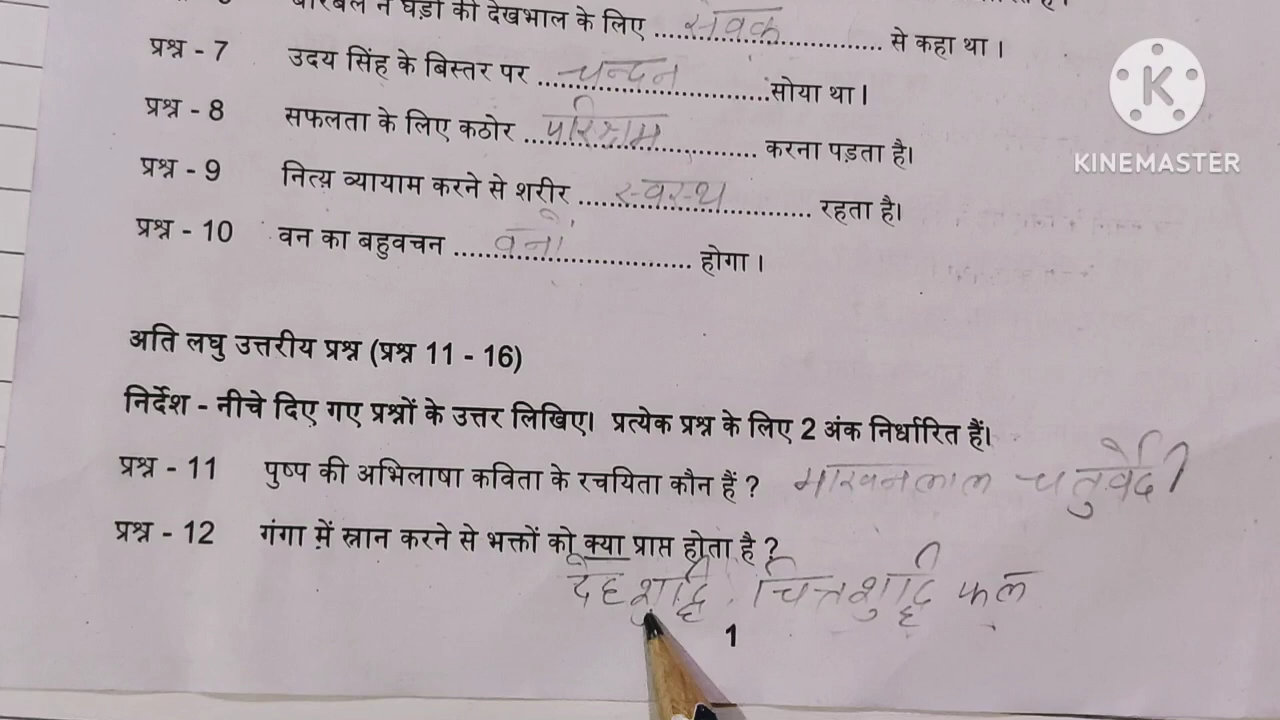 बीरबल ने घड़ों की देखभाल के लिए ........ सेवक ........ से कहा था ।
प्रश्न - 7 उदय सिंह के बिस्तर पर ........ चन्दन ........ सोया था ।
प्रश्न - 8 सफलता के लिए कठोर ........ परिश्रम ........ करना पड़ता है।
प्रश्न - 9 नित्य व्यायाम करने से शरीर ........ स्वस्थ ........ रहता है।
प्रश्न - 10 वन का बहुवचन ........ वनों ........ होगा ।
अति लघु उत्तरीय प्रश्न (प्रश्न 11 - 16)
निर्देश - नीचे दिए गए प्रश्नों के उत्तर लिखिए। प्रत्येक प्रश्न के लिए 2 अंक निर्धारित हैं।
प्रश्न - 11 पुष्प की अभिलाषा कविता के रचयिता कौन हैं ? माखनलाल चतुर्वेदी
प्रश्न - 12 गंगा में स्नान करने से भक्तों को क्या प्राप्त होता है ?
देहशुद्धि, चित्तशुद्धि फल
1
KINEMASTER